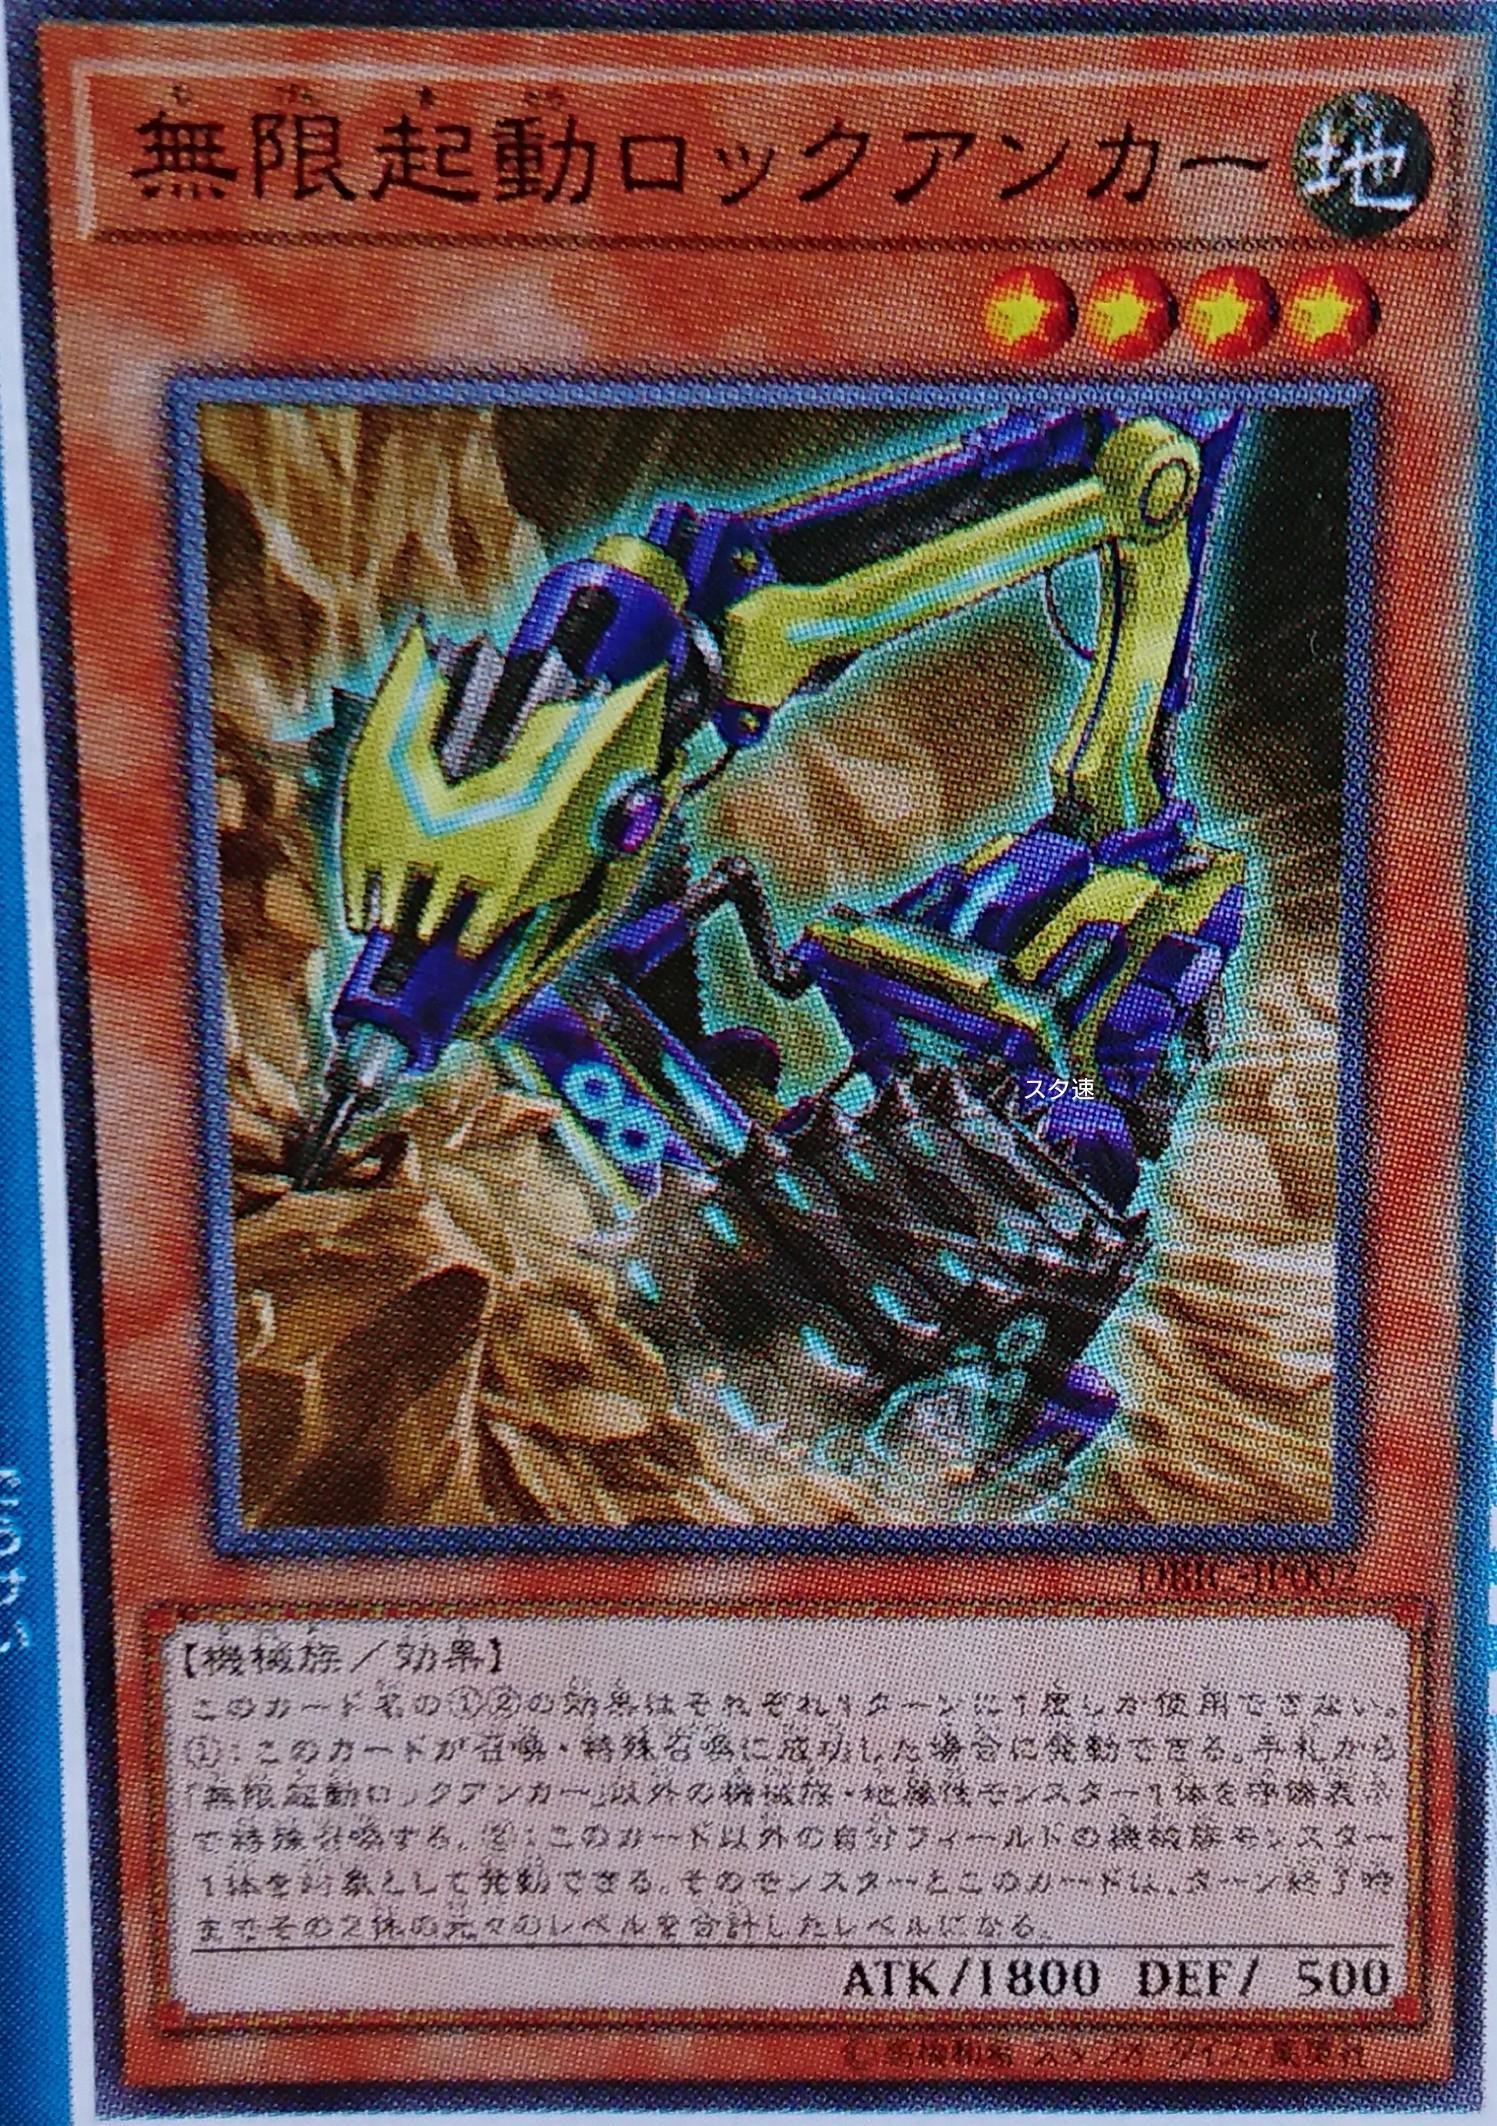 無限起動ロックアンカー
地
スタ速
DBIC-JP002
【機械族／効果】
このカード名の①②の効果はそれぞれ1ターンに1度しか使用できない。
①：このカードが召喚・特殊召喚に成功した場合に発動できる。手札から
「無限起動ロックアンカー」以外の機械族・地属性モンスター1体を守備表示
で特殊召喚する。②：このカード以外の自分フィールドの機械族モンスター
1体を対象として発動できる。そのモンスターとこのカードは、ターン終了時
までその2体の元々のレベルを合計したレベルになる。
ATK/1800 DEF/ 500